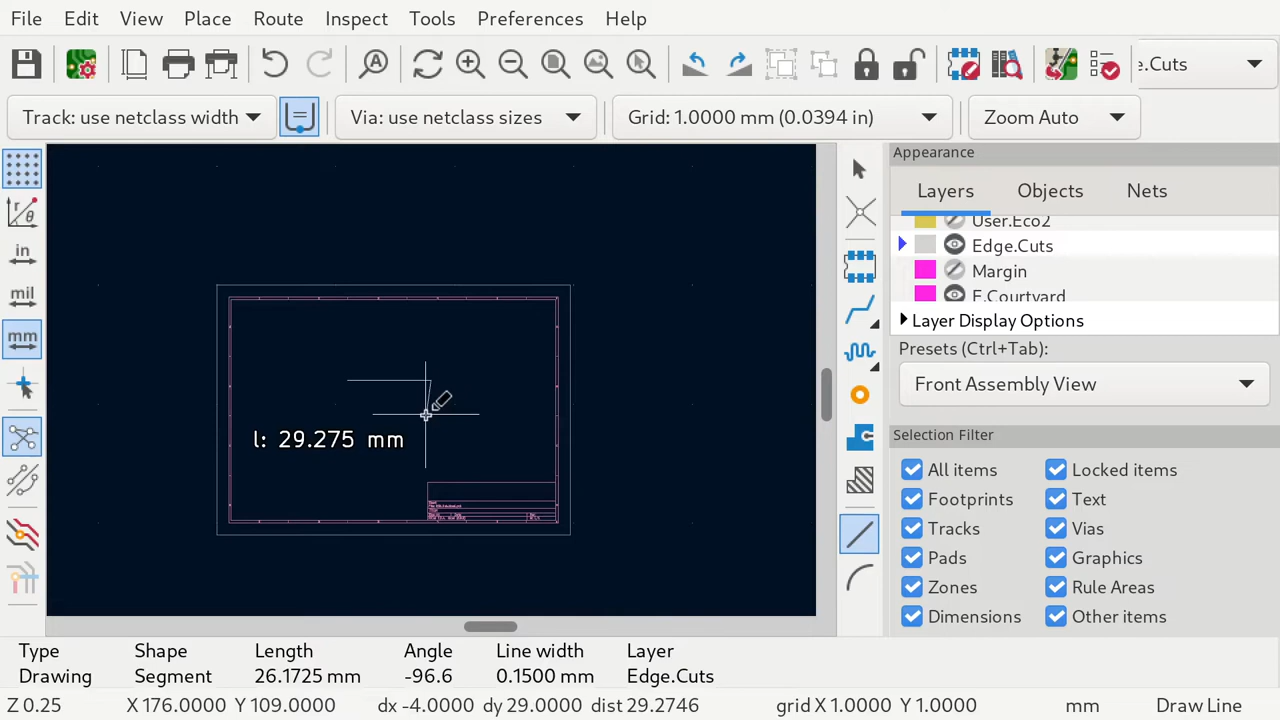 File Edit View Place Route Inspect Tools Preferences Help
e.Cuts
Track: use netclass width Via: use netclass sizes Grid: 1.0000 mm (0.0394 in) Zoom Auto
Appearance
Layers Objects Nets
User.Eco2
Edge.Cuts
Margin
F.Courtyard
Layer Display Options
Presets (Ctrl+Tab):
Front Assembly View
Selection Filter
All items Locked items
Footprints Text
Tracks Vias
Pads Graphics
Zones Rule Areas
Dimensions Other items
in
mil
mm
l: 29.275 mm
Type Shape Length Angle Line width Layer
Drawing Segment 26.1725 mm -96.6 0.1500 mm Edge.Cuts
Z 0.25 X 176.0000 Y 109.0000 dx -4.0000 dy 29.0000 dist 29.2746 grid X 1.0000 Y 1.0000 mm Draw Line